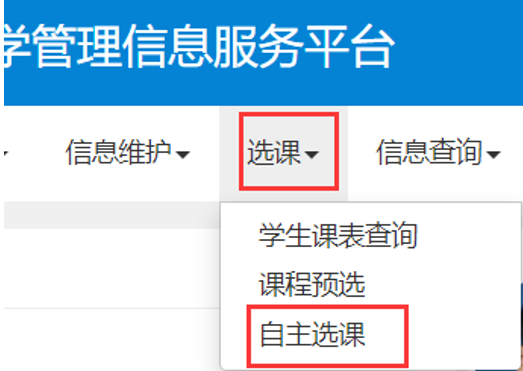 学管理信息服务平台
信息维护 选课 信息查询
学生课表查询
课程预选
自主选课